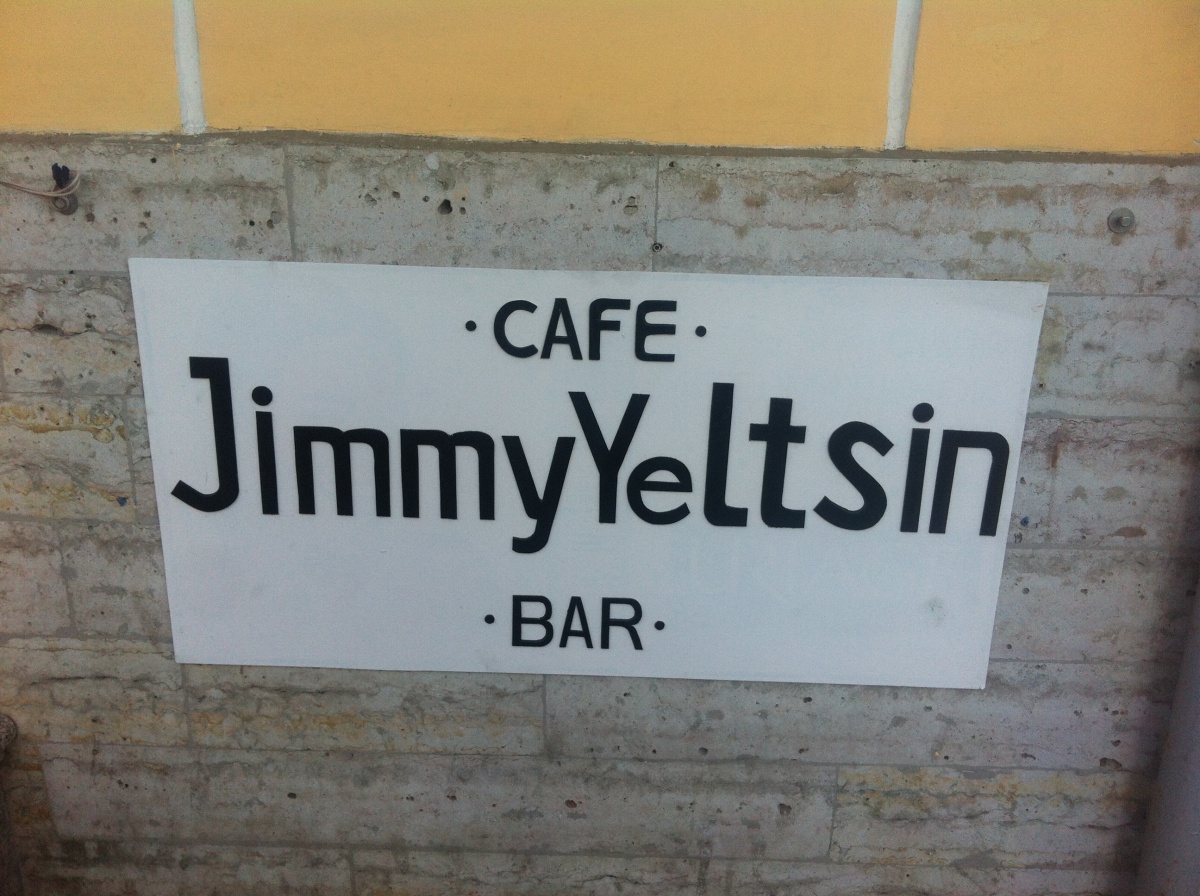 · CAFE ·
JimmyYeltsin
· BAR ·